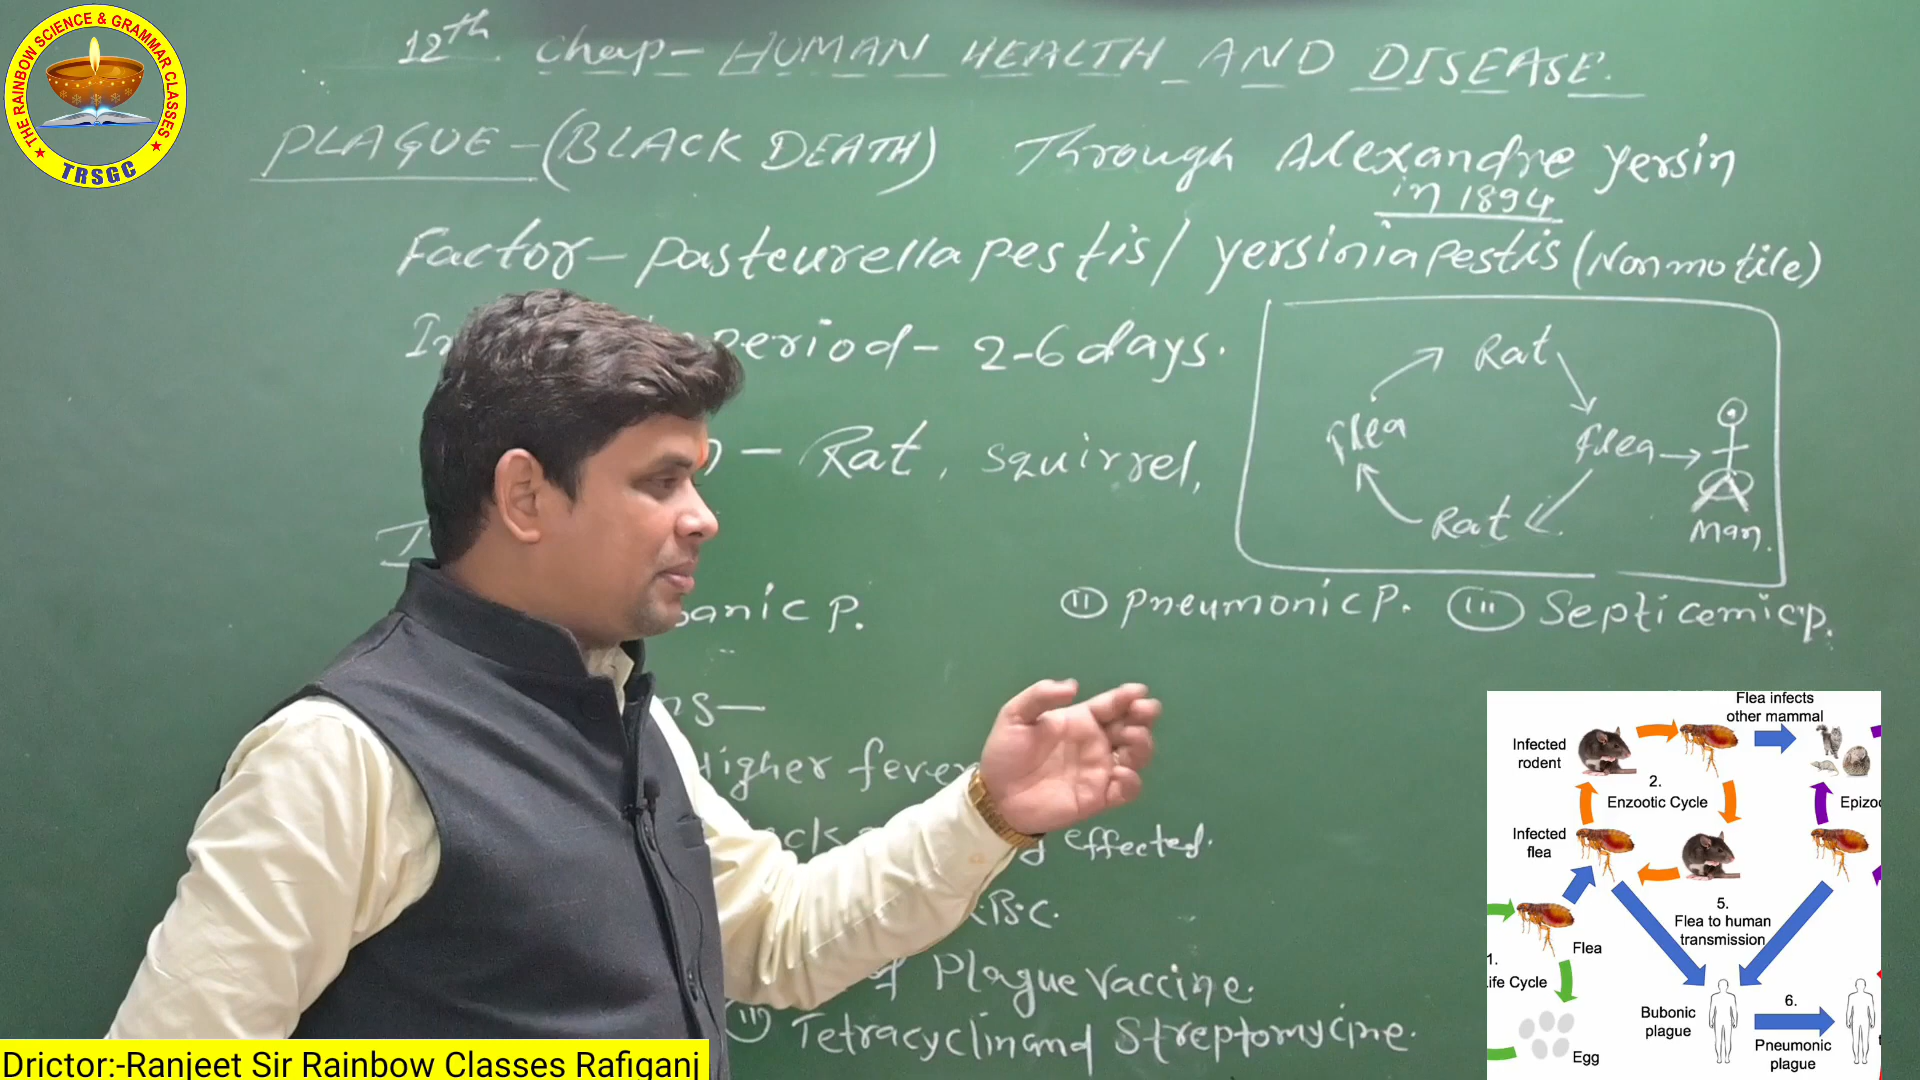 THE RAINBOW SCIENCE & GRAMMAR CLASSES
TRSGC
12th Chap- HUMAN HEALTH AND DISEASE.
PLAGUE - (BLACK DEATH) Through Alexandre yersin
in 1894
Factor- Pasteurella pestis / yersinia pestis (Nonmotile)
period - 2-6 days.
- Rat, squirrel,
Rat
Flea
Flea
Rat
Man.
P.
(ii) Pneumonic P. (iii) Septicemic p.
Higher fever
effected.
Plague Vaccine.
(ii) Tetracyclin and Streptomycine.
Flea infects
other mammal
Infected
rodent
2.
Enzootic Cycle
Infected
flea
5.
Flea to human
transmission
Flea
1.
ife Cycle
Egg
Bubonic
plague
6.
Pneumonic
plague
Drictor:-Ranjeet Sir Rainbow Classes Rafiganj